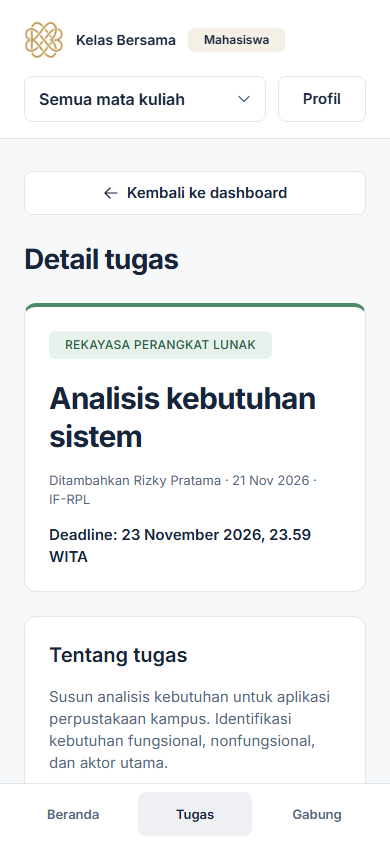 Kelas Bersama
Mahasiswa
Semua mata kuliah
Profil
← Kembali ke dashboard
Detail tugas
REKAYASA PERANGKAT LUNAK
Analisis kebutuhan
sistem
Ditambahkan Rizky Pratama · 21 Nov 2026 ·
IF-RPL
Deadline: 23 November 2026, 23.59
WITA
Tentang tugas
Susun analisis kebutuhan untuk aplikasi
perpustakaan kampus. Identifikasi
kebutuhan fungsional, nonfungsional,
dan aktor utama.
Beranda
Tugas
Gabung